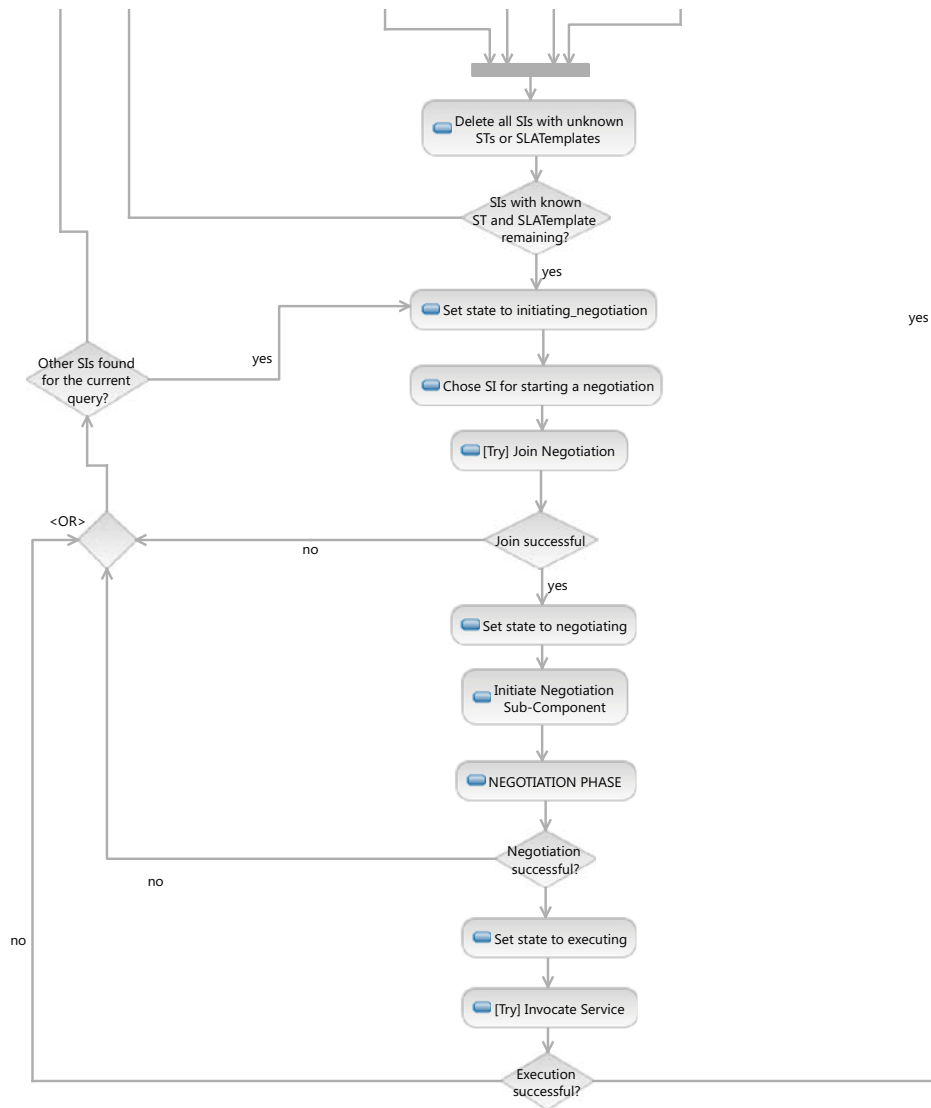 Delete all SIs with unknown
STs or SLATemplates
SIs with known
ST and SLATemplate
remaining?
yes
Set state to initiating_negotiation
yes
Other SIs found
for the current
query?
yes
Chose SI for starting a negotiation
[Try] Join Negotiation
<OR>
Join successful
no
yes
Set state to negotiating
Initiate Negotiation
Sub-Component
NEGOTIATION PHASE
Negotiation
successful?
no
Set state to executing
no
[Try] Invocate Service
Execution
successful?